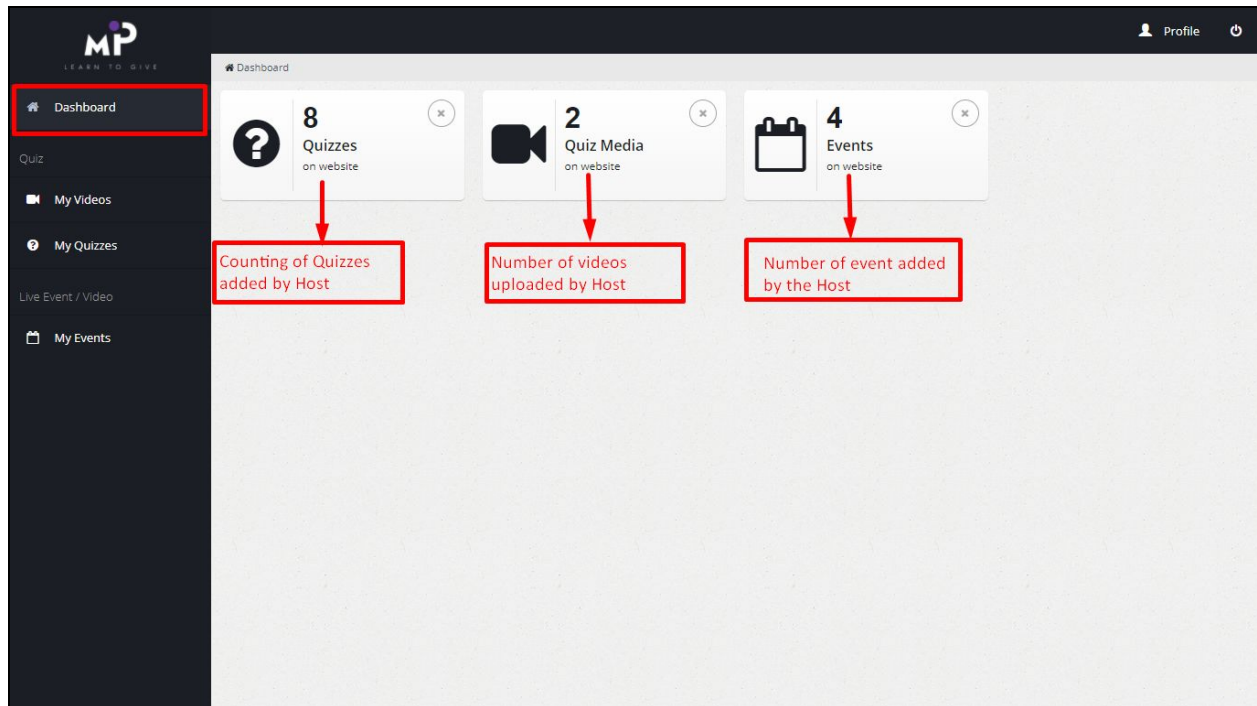 MIP
LEARN TO GIVE
Profile
Dashboard
Dashboard
Quiz
My Videos
My Quizzes
Live Event / Video
My Events
8
Quizzes
on website
2
Quiz Media
on website
4
Events
on website
Counting of Quizzes
added by Host
Number of videos
uploaded by Host
Number of event added
by the Host